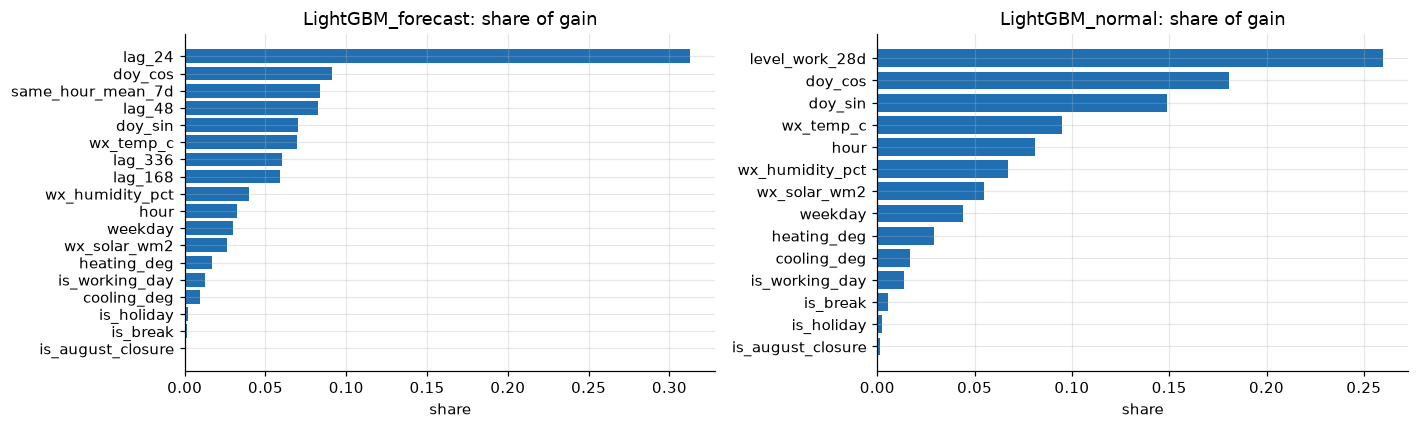 LightGBM_forecast: share of gain
lag_24
doy_cos
same_hour_mean_7d
lag_48
doy_sin
wx_temp_c
lag_336
lag_168
wx_humidity_pct
hour
weekday
wx_solar_wm2
heating_deg
is_working_day
cooling_deg
is_holiday
is_break
is_august_closure
0.00 0.05 0.10 0.15 0.20 0.25 0.30
share
LightGBM_normal: share of gain
level_work_28d
doy_cos
doy_sin
wx_temp_c
hour
wx_humidity_pct
wx_solar_wm2
weekday
heating_deg
cooling_deg
is_working_day
is_break
is_holiday
is_august_closure
0.00 0.05 0.10 0.15 0.20 0.25
share